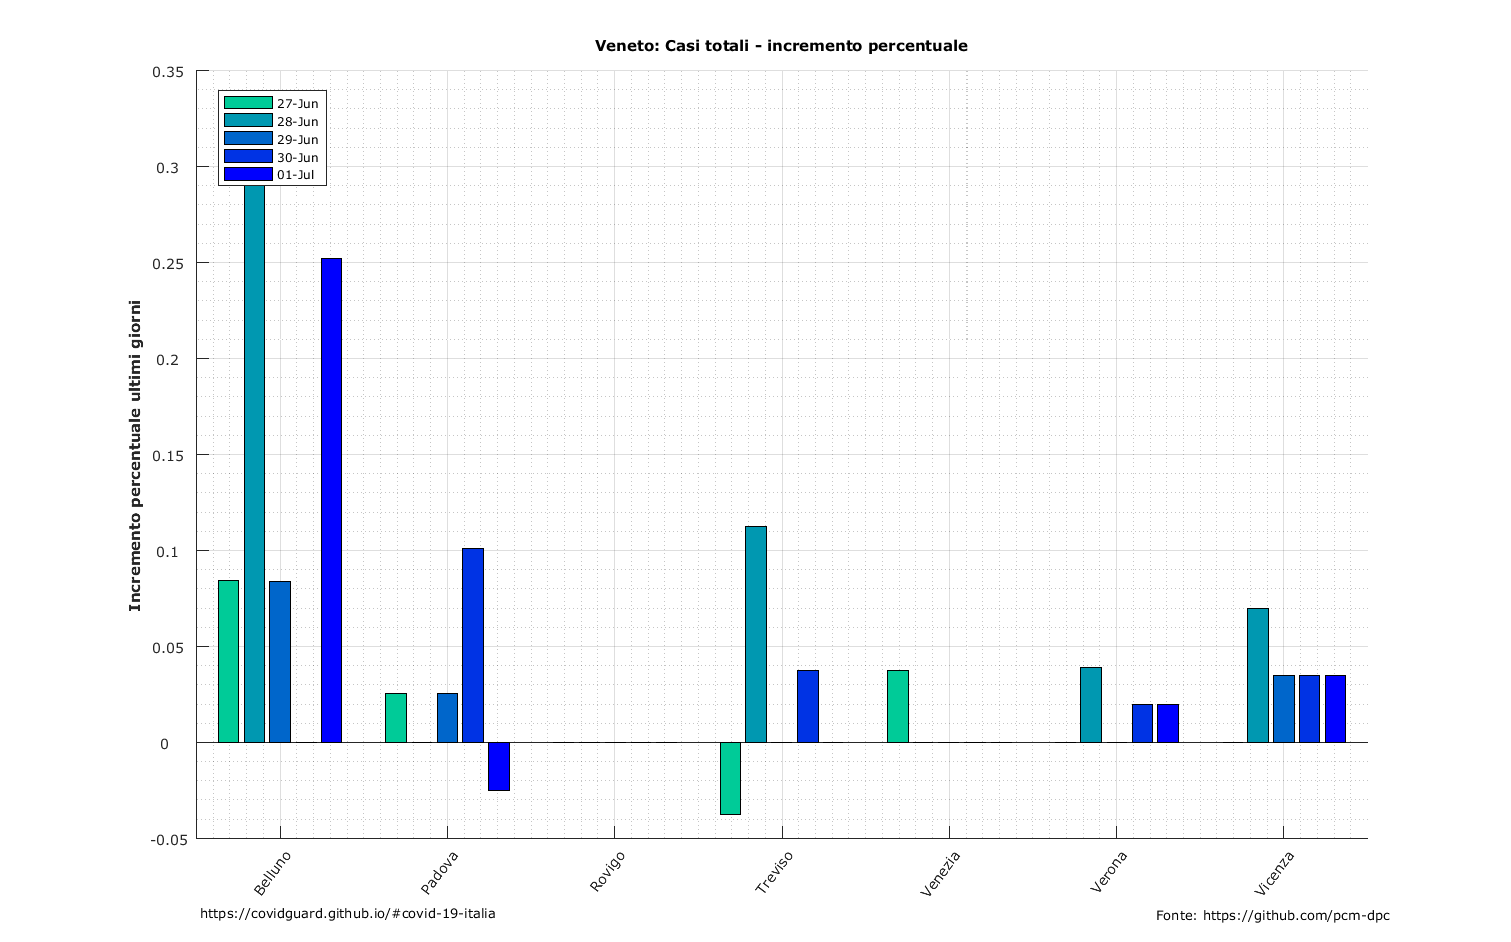 Veneto: Casi totali - incremento percentuale
0.35
0.3
0.25
0.2
0.15
0.1
0.05
0
-0.05
Incremento percentuale ultimi giorni
27-Jun
28-Jun
29-Jun
30-Jun
01-Jul
Belluno
Padova
Rovigo
Treviso
Venezia
Verona
Vicenza
https://covidguard.github.io/#covid-19-italia
Fonte: https://github.com/pcm-dpc